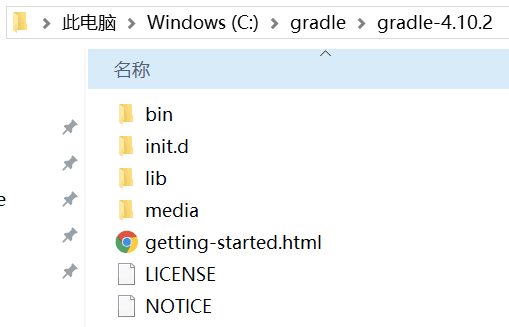 此电脑 Windows (C:) gradle gradle-4.10.2
名称
bin
init.d
lib
media
e getting-started.html
LICENSE
NOTICE